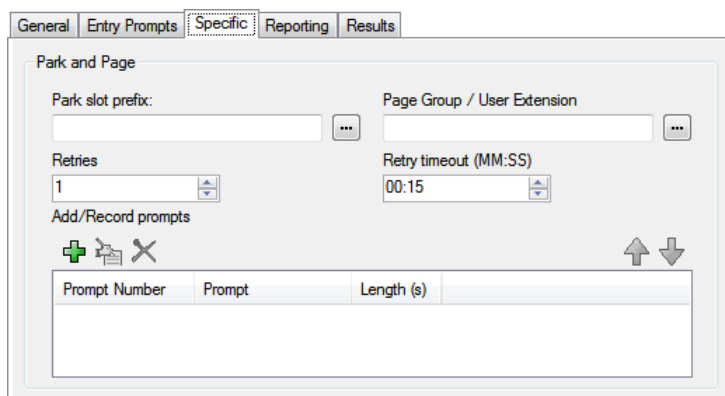 General Entry Prompts Specific Reporting Results
Park and Page
Park slot prefix: Page Group / User Extension
... ...
Retries Retry timeout (MM:SS)
1 00:15
Add/Record prompts
Prompt Number Prompt Length (s)